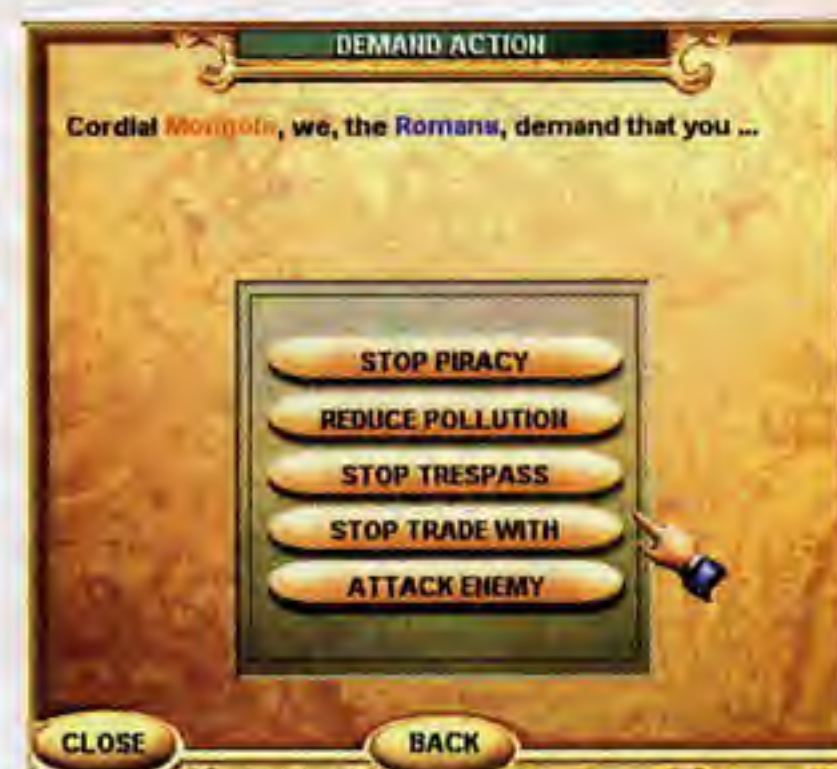 DEMAND ACTION
Cordial Mongols, we, the Romans, demand that you ...
STOP PIRACY
REDUCE POLLUTION
STOP TRESPASS
STOP TRADE WITH
ATTACK ENEMY
CLOSE
BACK